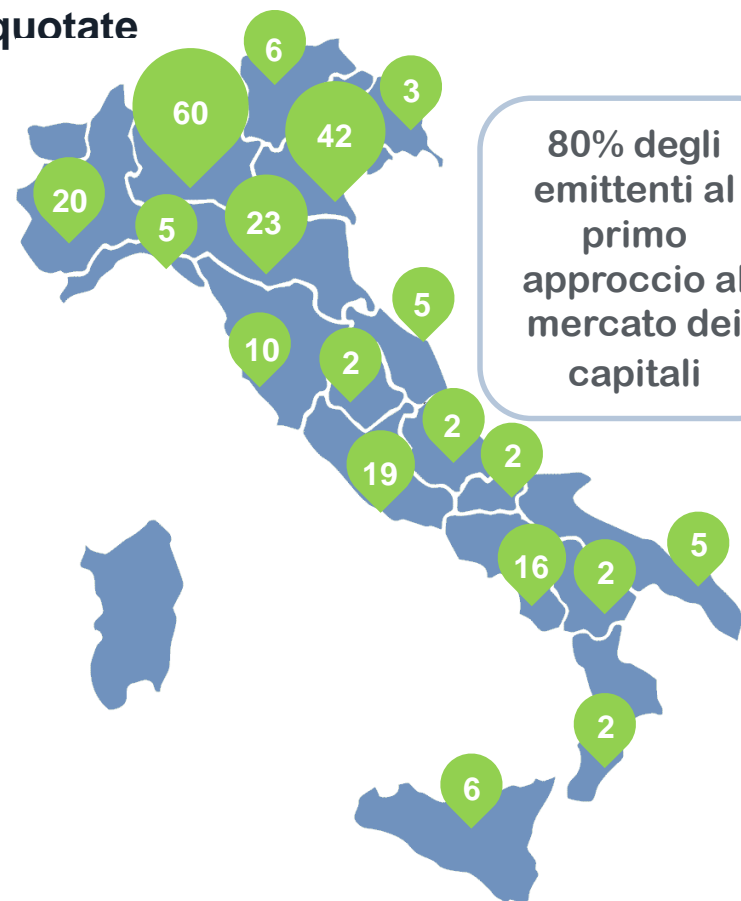 quotate
6
3
60
42
20
5
23
80% degli
emittenti al
primo
approccio al
mercato dei
capitali
5
10
2
2
2
19
16
2
5
2
6